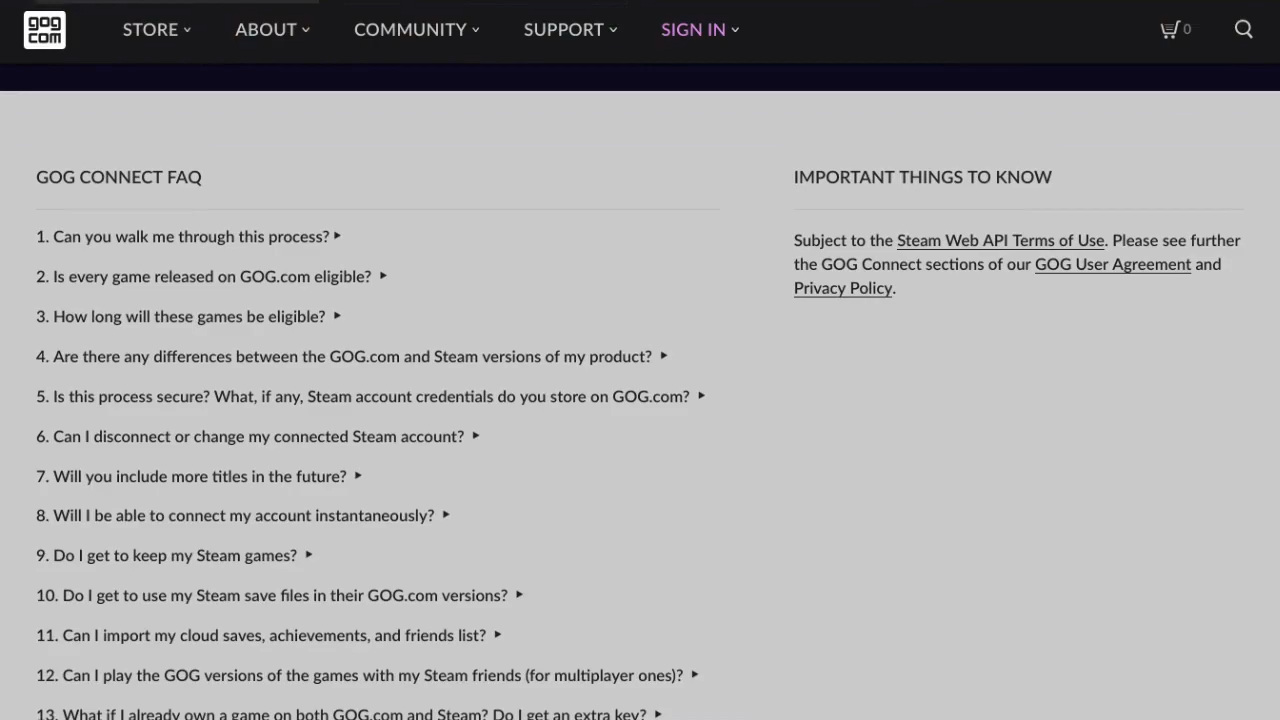 gog
com
STORE
ABOUT
COMMUNITY
SUPPORT
SIGN IN
0
GOG CONNECT FAQ
1. Can you walk me through this process?
2. Is every game released on GOG.com eligible?
3. How long will these games be eligible?
4. Are there any differences between the GOG.com and Steam versions of my product?
5. Is this process secure? What, if any, Steam account credentials do you store on GOG.com?
6. Can I disconnect or change my connected Steam account?
7. Will you include more titles in the future?
8. Will I be able to connect my account instantaneously?
9. Do I get to keep my Steam games?
10. Do I get to use my Steam save files in their GOG.com versions?
11. Can I import my cloud saves, achievements, and friends list?
12. Can I play the GOG versions of the games with my Steam friends (for multiplayer ones)?
13. What if I already own a game on both GOG.com and Steam? Do I get an extra key?
IMPORTANT THINGS TO KNOW
Subject to the Steam Web API Terms of Use. Please see further
the GOG Connect sections of our GOG User Agreement and
Privacy Policy.